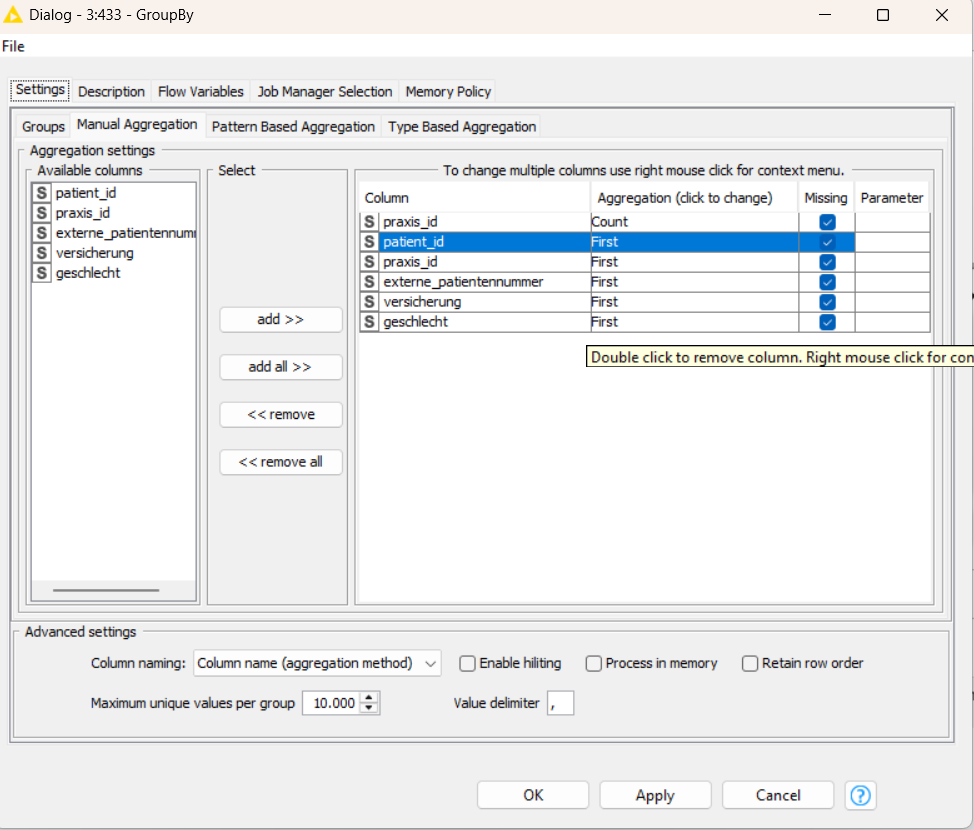 Dialog - 3:433 - GroupBy
File
Settings Description Flow Variables Job Manager Selection Memory Policy
Groups Manual Aggregation Pattern Based Aggregation Type Based Aggregation
Aggregation settings
Available columns
S patient_id
S praxis_id
S externe_patientennum
S versicherung
S geschlecht
Select
add >>
add all >>
<< remove
<< remove all
To change multiple columns use right mouse click for context menu.
Column Aggregation (click to change) Missing Parameter
S praxis_id Count
S patient_id First
S praxis_id First
S externe_patientennummer First
S versicherung First
S geschlecht First
Double click to remove column. Right mouse click for con
Advanced settings
Column naming: Column name (aggregation method) Enable hiliting Process in memory Retain row order
Maximum unique values per group 10.000 Value delimiter ,
OK Apply Cancel ?